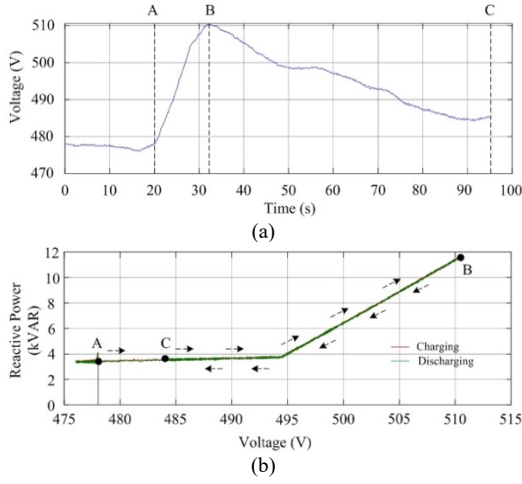 A B C
510
500
490
480
470
Voltage (V)
0 10 20 30 40 50 60 70 80 90 100
Time (s)
(a)
12
10
8
6
4
2
0
Reactive Power
(kVAR)
A
C
B
Charging
Discharging
475 480 485 490 495 500 505 510 515
Voltage (V)
(b)